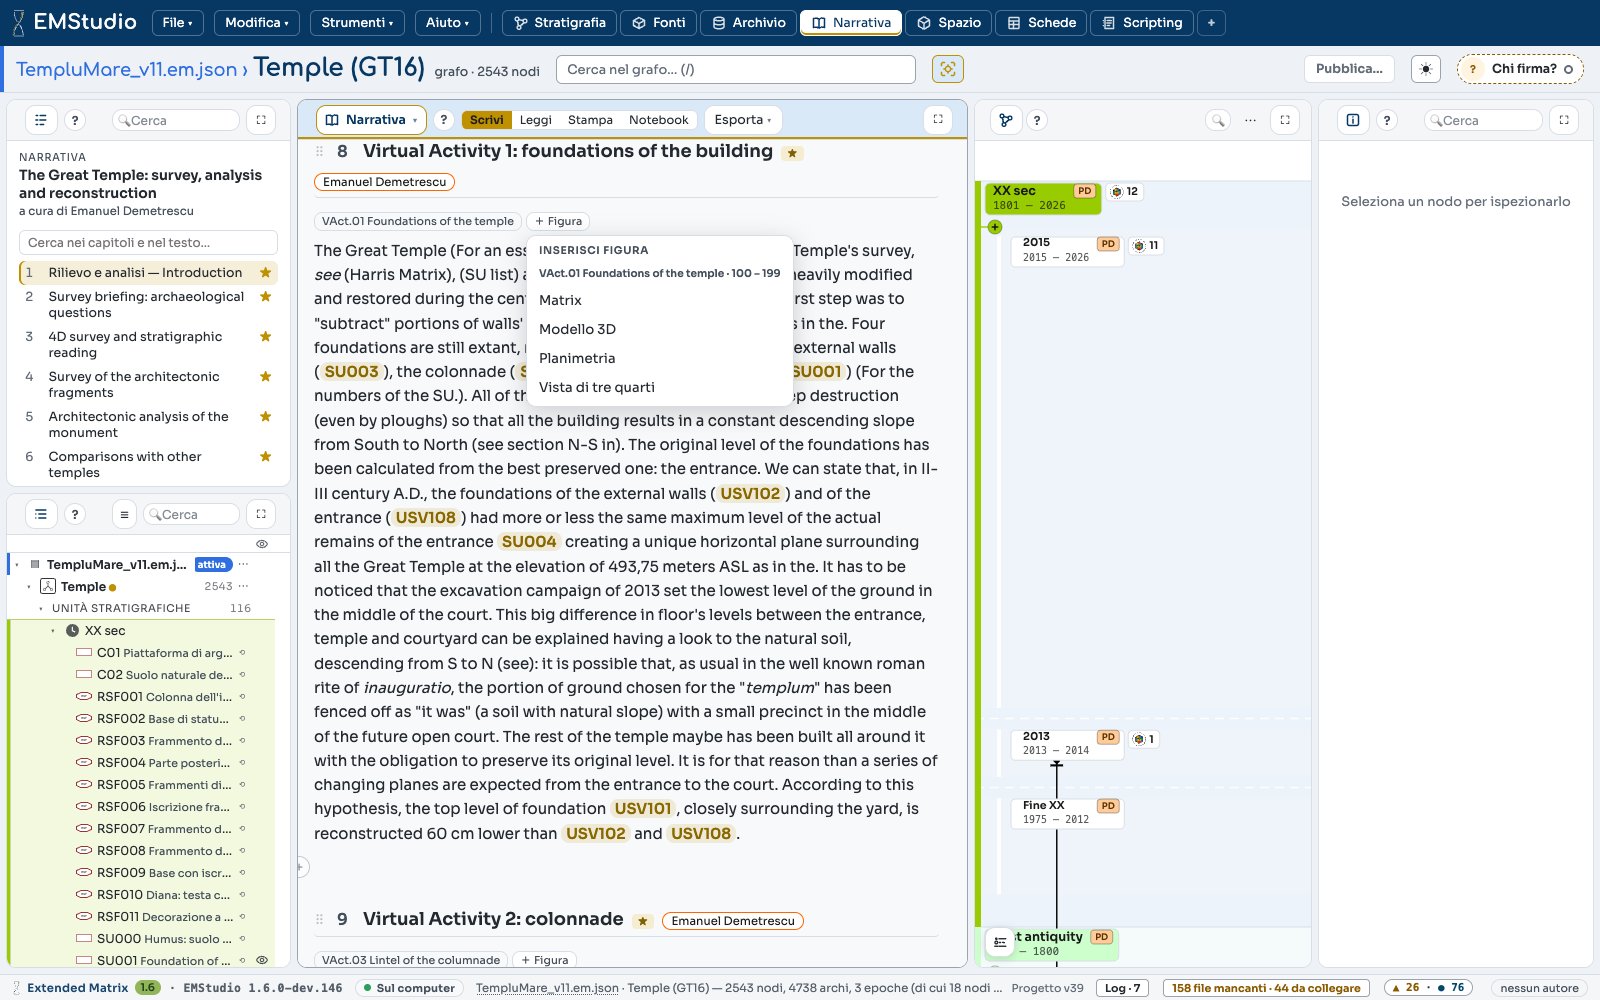 EMStudio File Modifica Strumenti Aiuto Stratigrafia Fonti Archivio Narrativa Spazio Schede Scripting +
TempluMare_v11.em.json › Temple (GT16) grafo · 2543 nodi Cerca nel grafo... (/) Pubblica... ? Chi firma?
? Cerca
NARRATIVA
The Great Temple: survey, analysis
and reconstruction
a cura di Emanuel Demetrescu
Cerca nei capitoli e nel testo...
1 Rilievo e analisi — Introduction
2 Survey briefing: archaeological
questions
3 4D survey and stratigraphic
reading
4 Survey of the architectonic
fragments
5 Architectonic analysis of the
monument
6 Comparisons with other
temples
? Cerca
TempluMare_v11.em.j... attiva ...
Temple 2543 ...
UNITÀ STRATIGRAFICHE 116
XX sec
C01 Piattaforma di arg...
C02 Suolo naturale de...
RSF001 Colonna dell'i...
RSF002 Base di statu...
RSF003 Frammento d...
RSF004 Parte posteri...
RSF005 Frammenti di...
RSF006 Iscrizione fra...
RSF007 Frammento d...
RSF008 Frammento d...
RSF009 Base con iscr...
RSF010 Diana: testa c...
RSF011 Decorazione a ...
SU000 Humus: suolo ...
SU001 Foundation of ...
Narrativa ? Scrivi Leggi Stampa Notebook Esporta
8 Virtual Activity 1: foundations of the building
Emanuel Demetrescu
VAct.01 Foundations of the temple + Figura
The Great Temple (For an ess Temple's survey,
see (Harris Matrix), (SU list) a heavily modified
and restored during the cen rst step was to
"subtract" portions of walls' s in the. Four
foundations are still extant, external walls
( SU003 ), the colonnade ( S SU001 ) (For the
numbers of the SU.). All of th ep destruction
(even by ploughs) so that all the building results in a constant descending slope
from South to North (see section N-S in). The original level of the foundations has
been calculated from the best preserved one: the entrance. We can state that, in II-
III century A.D., the foundations of the external walls ( USV102 ) and of the
entrance ( USV108 ) had more or less the same maximum level of the actual
remains of the entrance SU004 creating a unique horizontal plane surrounding
all the Great Temple at the elevation of 493,75 meters ASL as in the. It has to be
noticed that the excavation campaign of 2013 set the lowest level of the ground in
the middle of the court. This big difference in floor's levels between the entrance,
temple and courtyard can be explained having a look to the natural soil,
descending from S to N (see): it is possible that, as usual in the well known roman
rite of inauguratio, the portion of ground chosen for the "templum" has been
fenced off as "it was" (a soil with natural slope) with a small precinct in the middle
of the future open court. The rest of the temple maybe has been built all around it
with the obligation to preserve its original level. It is for that reason than a series of
changing planes are expected from the entrance to the court. According to this
hypothesis, the top level of foundation USV101 , closely surrounding the yard, is
reconstructed 60 cm lower than USV102 and USV108 .
INSERISCI FIGURA
VAct.01 Foundations of the temple · 100 – 199
Matrix
Modello 3D
Planimetria
Vista di tre quarti
9 Virtual Activity 2: colonnade Emanuel Demetrescu
VAct.03 Lintel of the columnade + Figura
? ...
XX sec PD 12
1801 – 2026
2015 PD 11
2015 – 2026
2013 PD 1
2013 – 2014
Fine XX PD
1975 – 2012
t antiquity PD
– 1800
? Cerca
Seleziona un nodo per ispezionarlo
Extended Matrix 1.6 · EMStudio 1.6.0-dev.146 Sul computer TempluMare_v11.em.json · Temple (GT16) — 2543 nodi, 4738 archi, 3 epoche (di cui 18 nodi ... Progetto v39 Log · 7 158 file mancanti · 44 da collegare ▲ 26 · ● 76 nessun autore